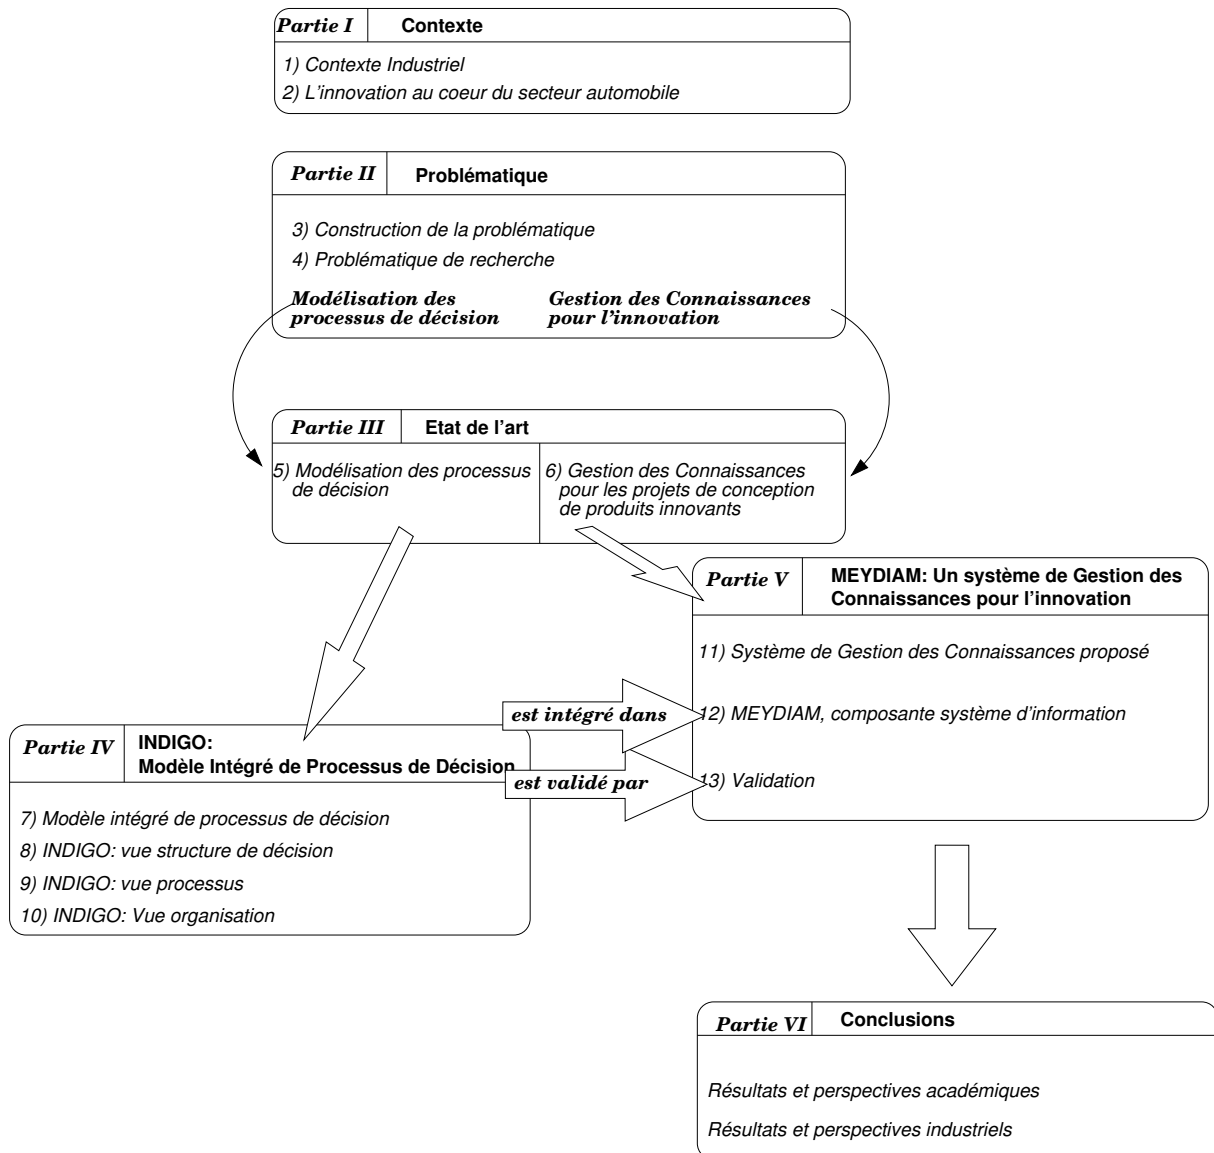 Partie I Contexte
1) Contexte Industriel
2) L'innovation au coeur du secteur automobile
Partie II Problématique
3) Construction de la problématique
4) Problématique de recherche
Modélisation des
processus de décision
Gestion des Connaissances
pour l'innovation
Partie III Etat de l'art
5) Modélisation des processus
de décision
6) Gestion des Connaissances
pour les projets de conception
de produits innovants
Partie V
MEYDIAM: Un système de Gestion des
Connaissances pour l'innovation
11) Système de Gestion des Connaissances proposé
12) MEYDIAM, composante système d'information
13) Validation
est intégré dans
est validé par
Partie IV
INDIGO:
Modèle Intégré de Processus de Décision
7) Modèle intégré de processus de décision
8) INDIGO: vue structure de décision
9) INDIGO: vue processus
10) INDIGO: Vue organisation
Partie VI Conclusions
Résultats et perspectives académiques
Résultats et perspectives industriels